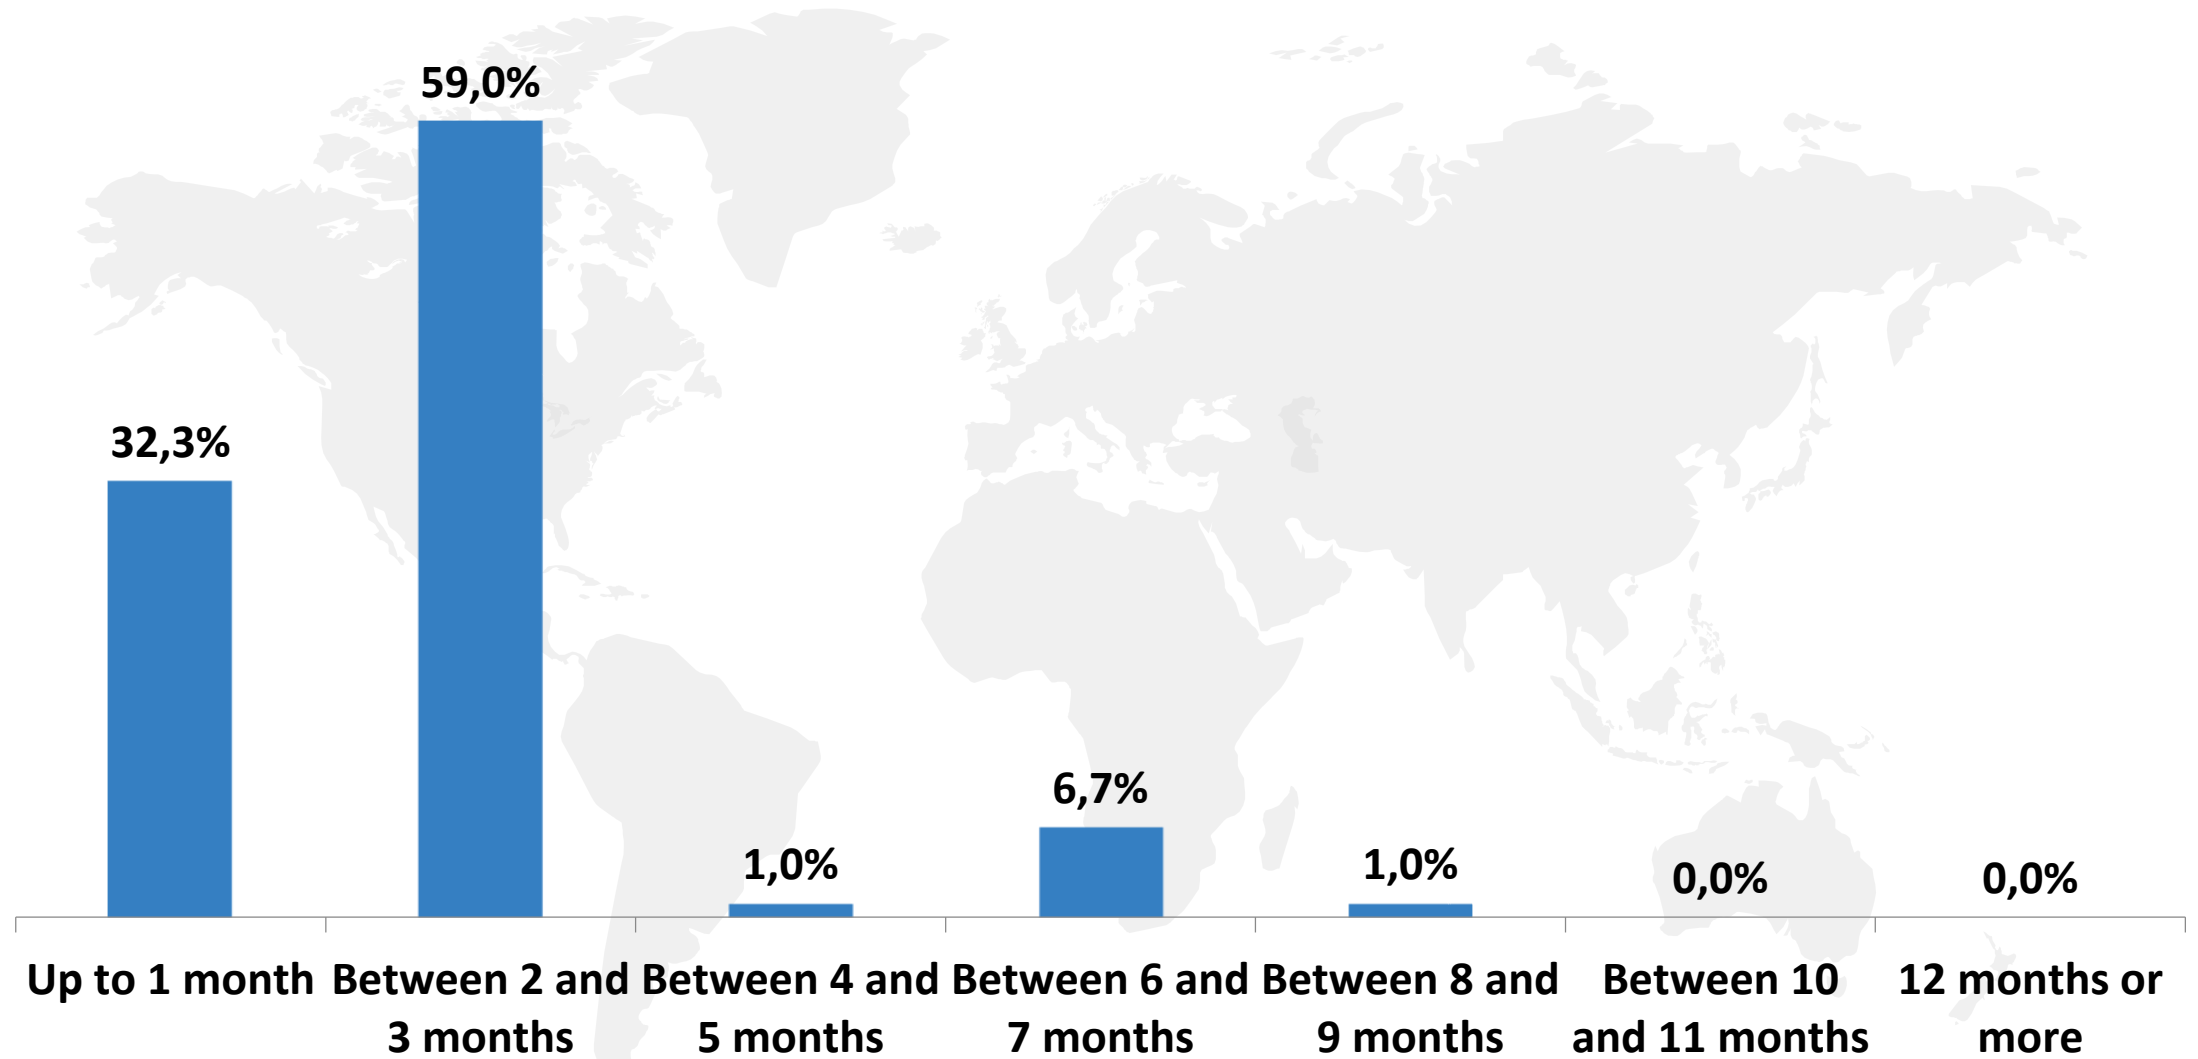 59,0%
32,3%
6,7%
1,0%
1,0%
0,0%
0,0%
Up to 1 month
Between 2 and
3 months
Between 4 and
5 months
Between 6 and
7 months
Between 8 and
9 months
Between 10
and 11 months
12 months or
more